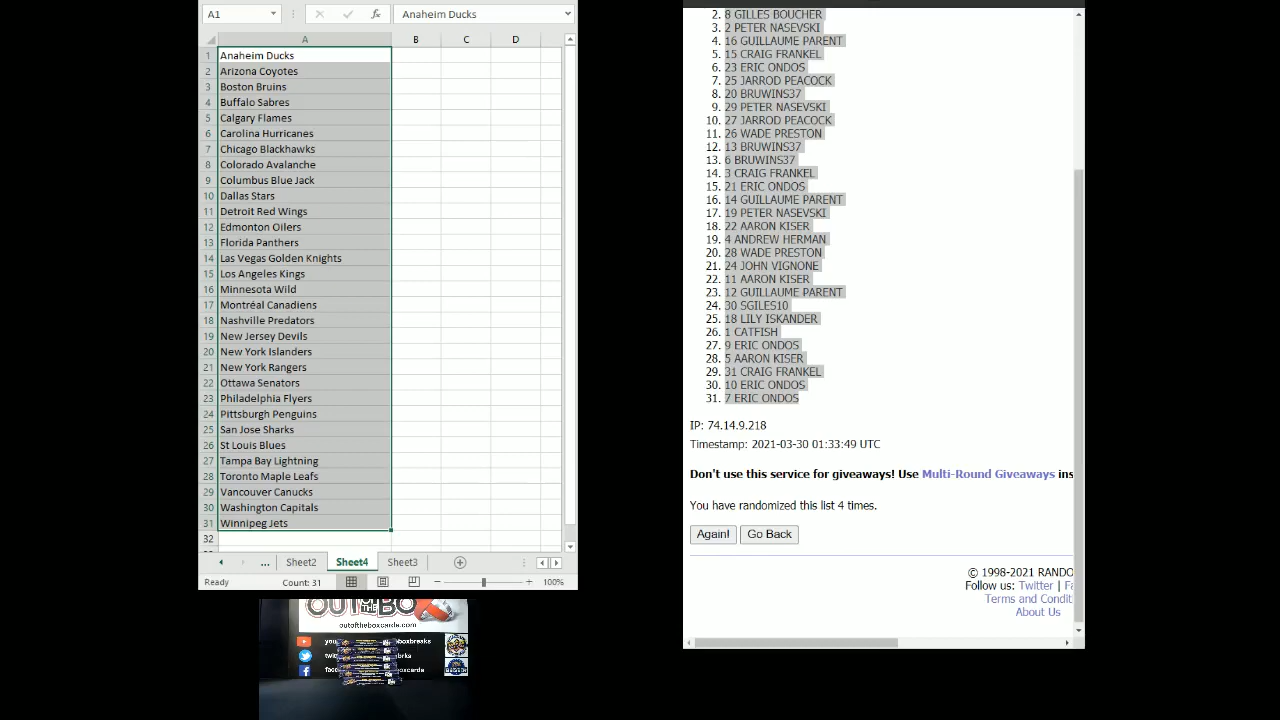 A1
Anaheim Ducks
A B C D
1 Anaheim Ducks
2 Arizona Coyotes
3 Boston Bruins
4 Buffalo Sabres
5 Calgary Flames
6 Carolina Hurricanes
7 Chicago Blackhawks
8 Colorado Avalanche
9 Columbus Blue Jack
10 Dallas Stars
11 Detroit Red Wings
12 Edmonton Oilers
13 Florida Panthers
14 Las Vegas Golden Knights
15 Los Angeles Kings
16 Minnesota Wild
17 Montréal Canadiens
18 Nashville Predators
19 New Jersey Devils
20 New York Islanders
21 New York Rangers
22 Ottawa Senators
23 Philadelphia Flyers
24 Pittsburgh Penguins
25 San Jose Sharks
26 St Louis Blues
27 Tampa Bay Lightning
28 Toronto Maple Leafs
29 Vancouver Canucks
30 Washington Capitals
31 Winnipeg Jets
32
... Sheet2 Sheet4 Sheet3
Ready Count: 31 100%
2. 8 GILLES BOUCHER
3. 2 PETER NASEVSKI
4. 16 GUILLAUME PARENT
5. 15 CRAIG FRANKEL
6. 23 ERIC ONDOS
7. 25 JARROD PEACOCK
8. 20 BRUWINS37
9. 29 PETER NASEVSKI
10. 27 JARROD PEACOCK
11. 26 WADE PRESTON
12. 13 BRUWINS37
13. 6 BRUWINS37
14. 3 CRAIG FRANKEL
15. 21 ERIC ONDOS
16. 14 GUILLAUME PARENT
17. 19 PETER NASEVSKI
18. 22 AARON KISER
19. 4 ANDREW HERMAN
20. 28 WADE PRESTON
21. 24 JOHN VIGNONE
22. 11 AARON KISER
23. 12 GUILLAUME PARENT
24. 30 SGILES10
25. 18 LILY ISKANDER
26. 1 CATFISH
27. 9 ERIC ONDOS
28. 5 AARON KISER
29. 31 CRAIG FRANKEL
30. 10 ERIC ONDOS
31. 7 ERIC ONDOS
IP: 74.14.9.218
Timestamp: 2021-03-30 01:33:49 UTC
Don't use this service for giveaways! Use Multi-Round Giveaways ins
You have randomized this list 4 times.
Again! Go Back
© 1998-2021 RANDO
Follow us: Twitter | Fa
Terms and Condit
About Us
OUT OF THE BOX
outoftheboxcards.com
you boxbreaks
twi brks
face boxcards